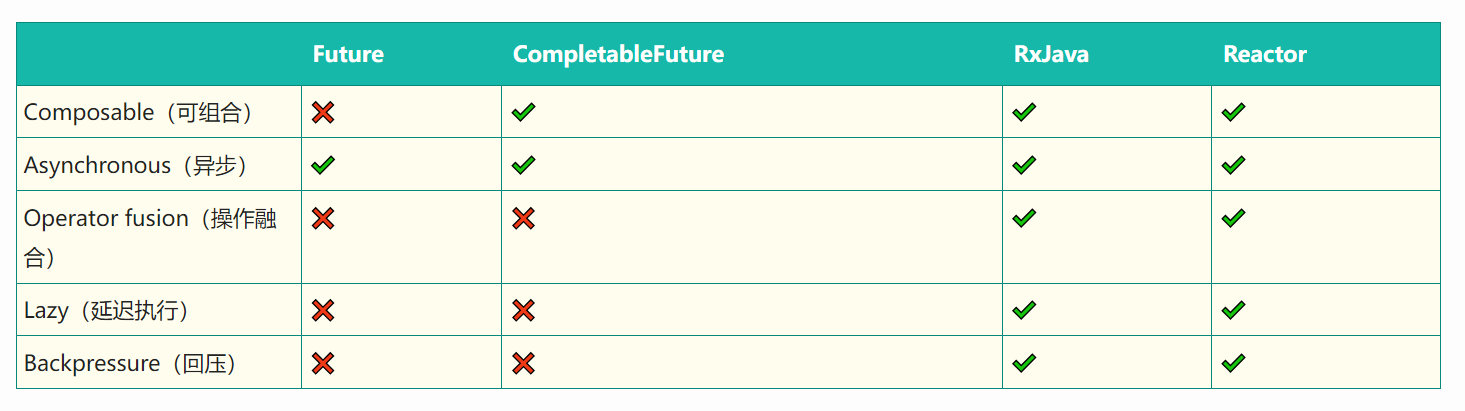 Future CompletableFuture RxJava Reactor
Composable（可组合） ❌ ✔ ✔ ✔
Asynchronous（异步） ✔ ✔ ✔ ✔
Operator fusion（操作融 ❌ ❌ ✔ ✔
合）
Lazy（延迟执行） ❌ ❌ ✔ ✔
Backpressure（回压） ❌ ❌ ✔ ✔